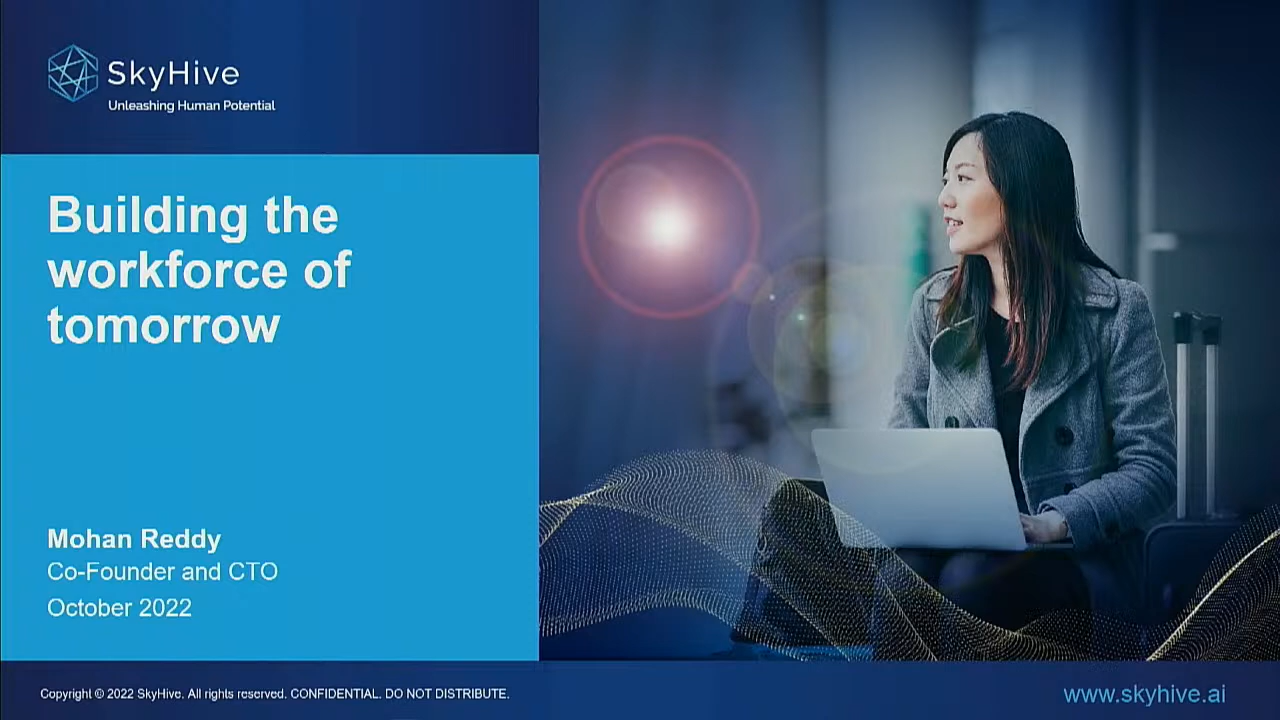 SkyHive
Unleashing Human Potential
Building the
workforce of
tomorrow
Mohan Reddy
Co-Founder and CTO
October 2022
Copyright © 2022 SkyHive. All rights reserved. CONFIDENTIAL. DO NOT DISTRIBUTE.
www.skyhive.ai